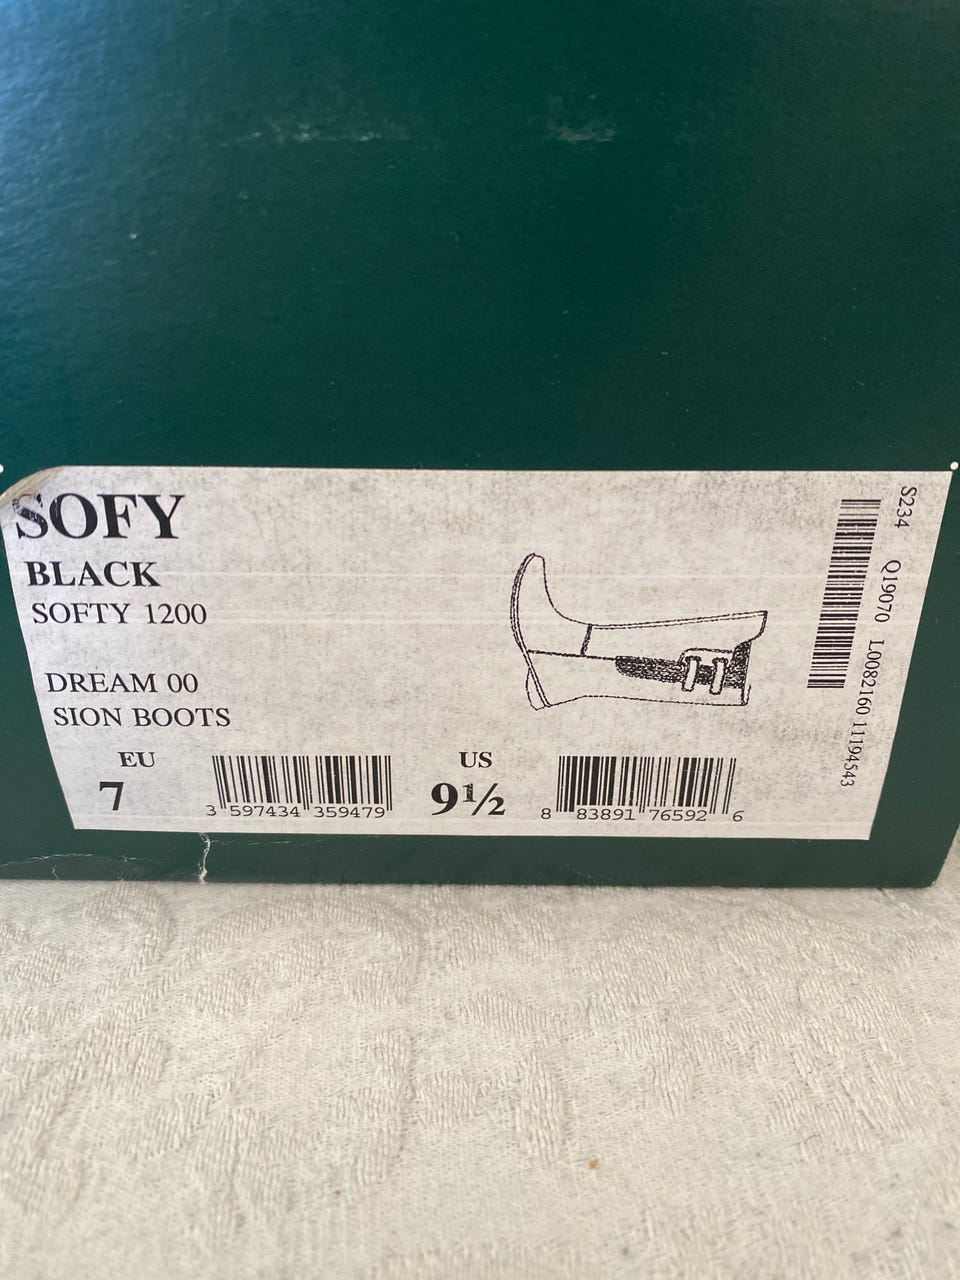 SOFY
BLACK
SOFTY 1200
DREAM 00
SION BOOTS
EU
7
3 597434 359479
US
9½
8 83891 76592 6
S234 Q19070 L0082160 11194543